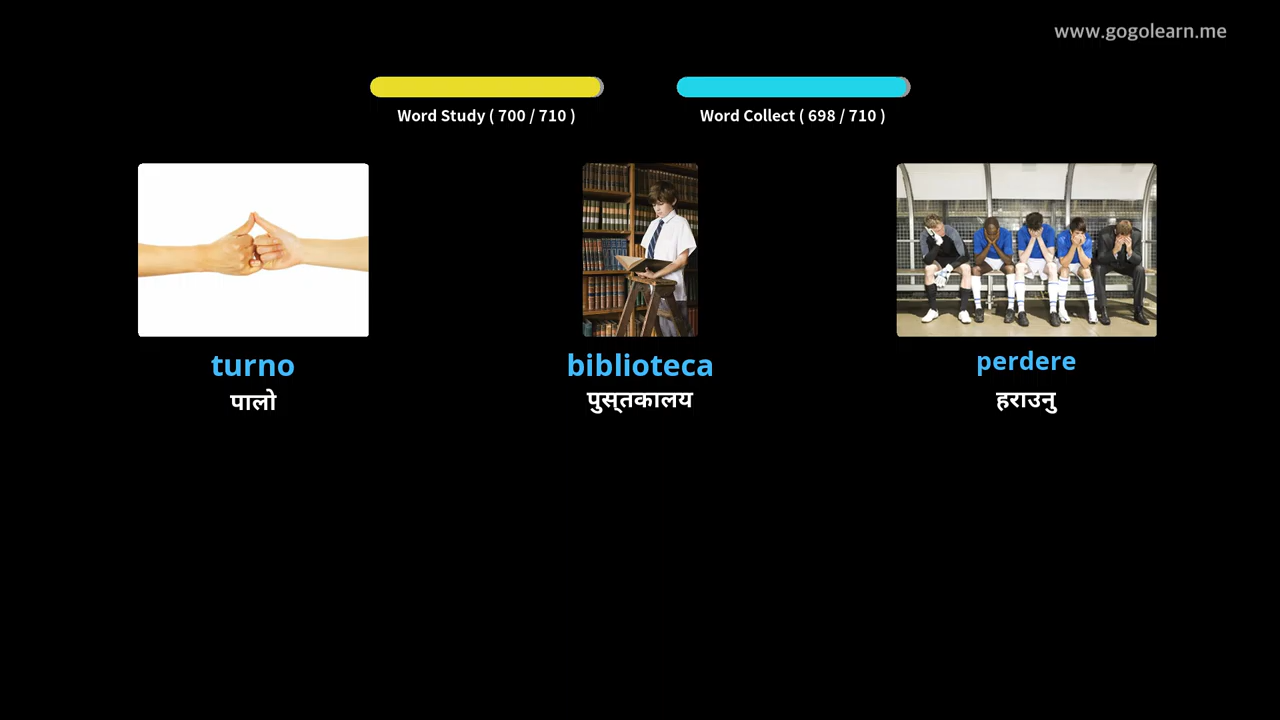 www.gogolearn.me
Word Study ( 700 / 710 )
Word Collect ( 698 / 710 )
turno
पालो
biblioteca
पुस्तकालय
perdere
हराउनु